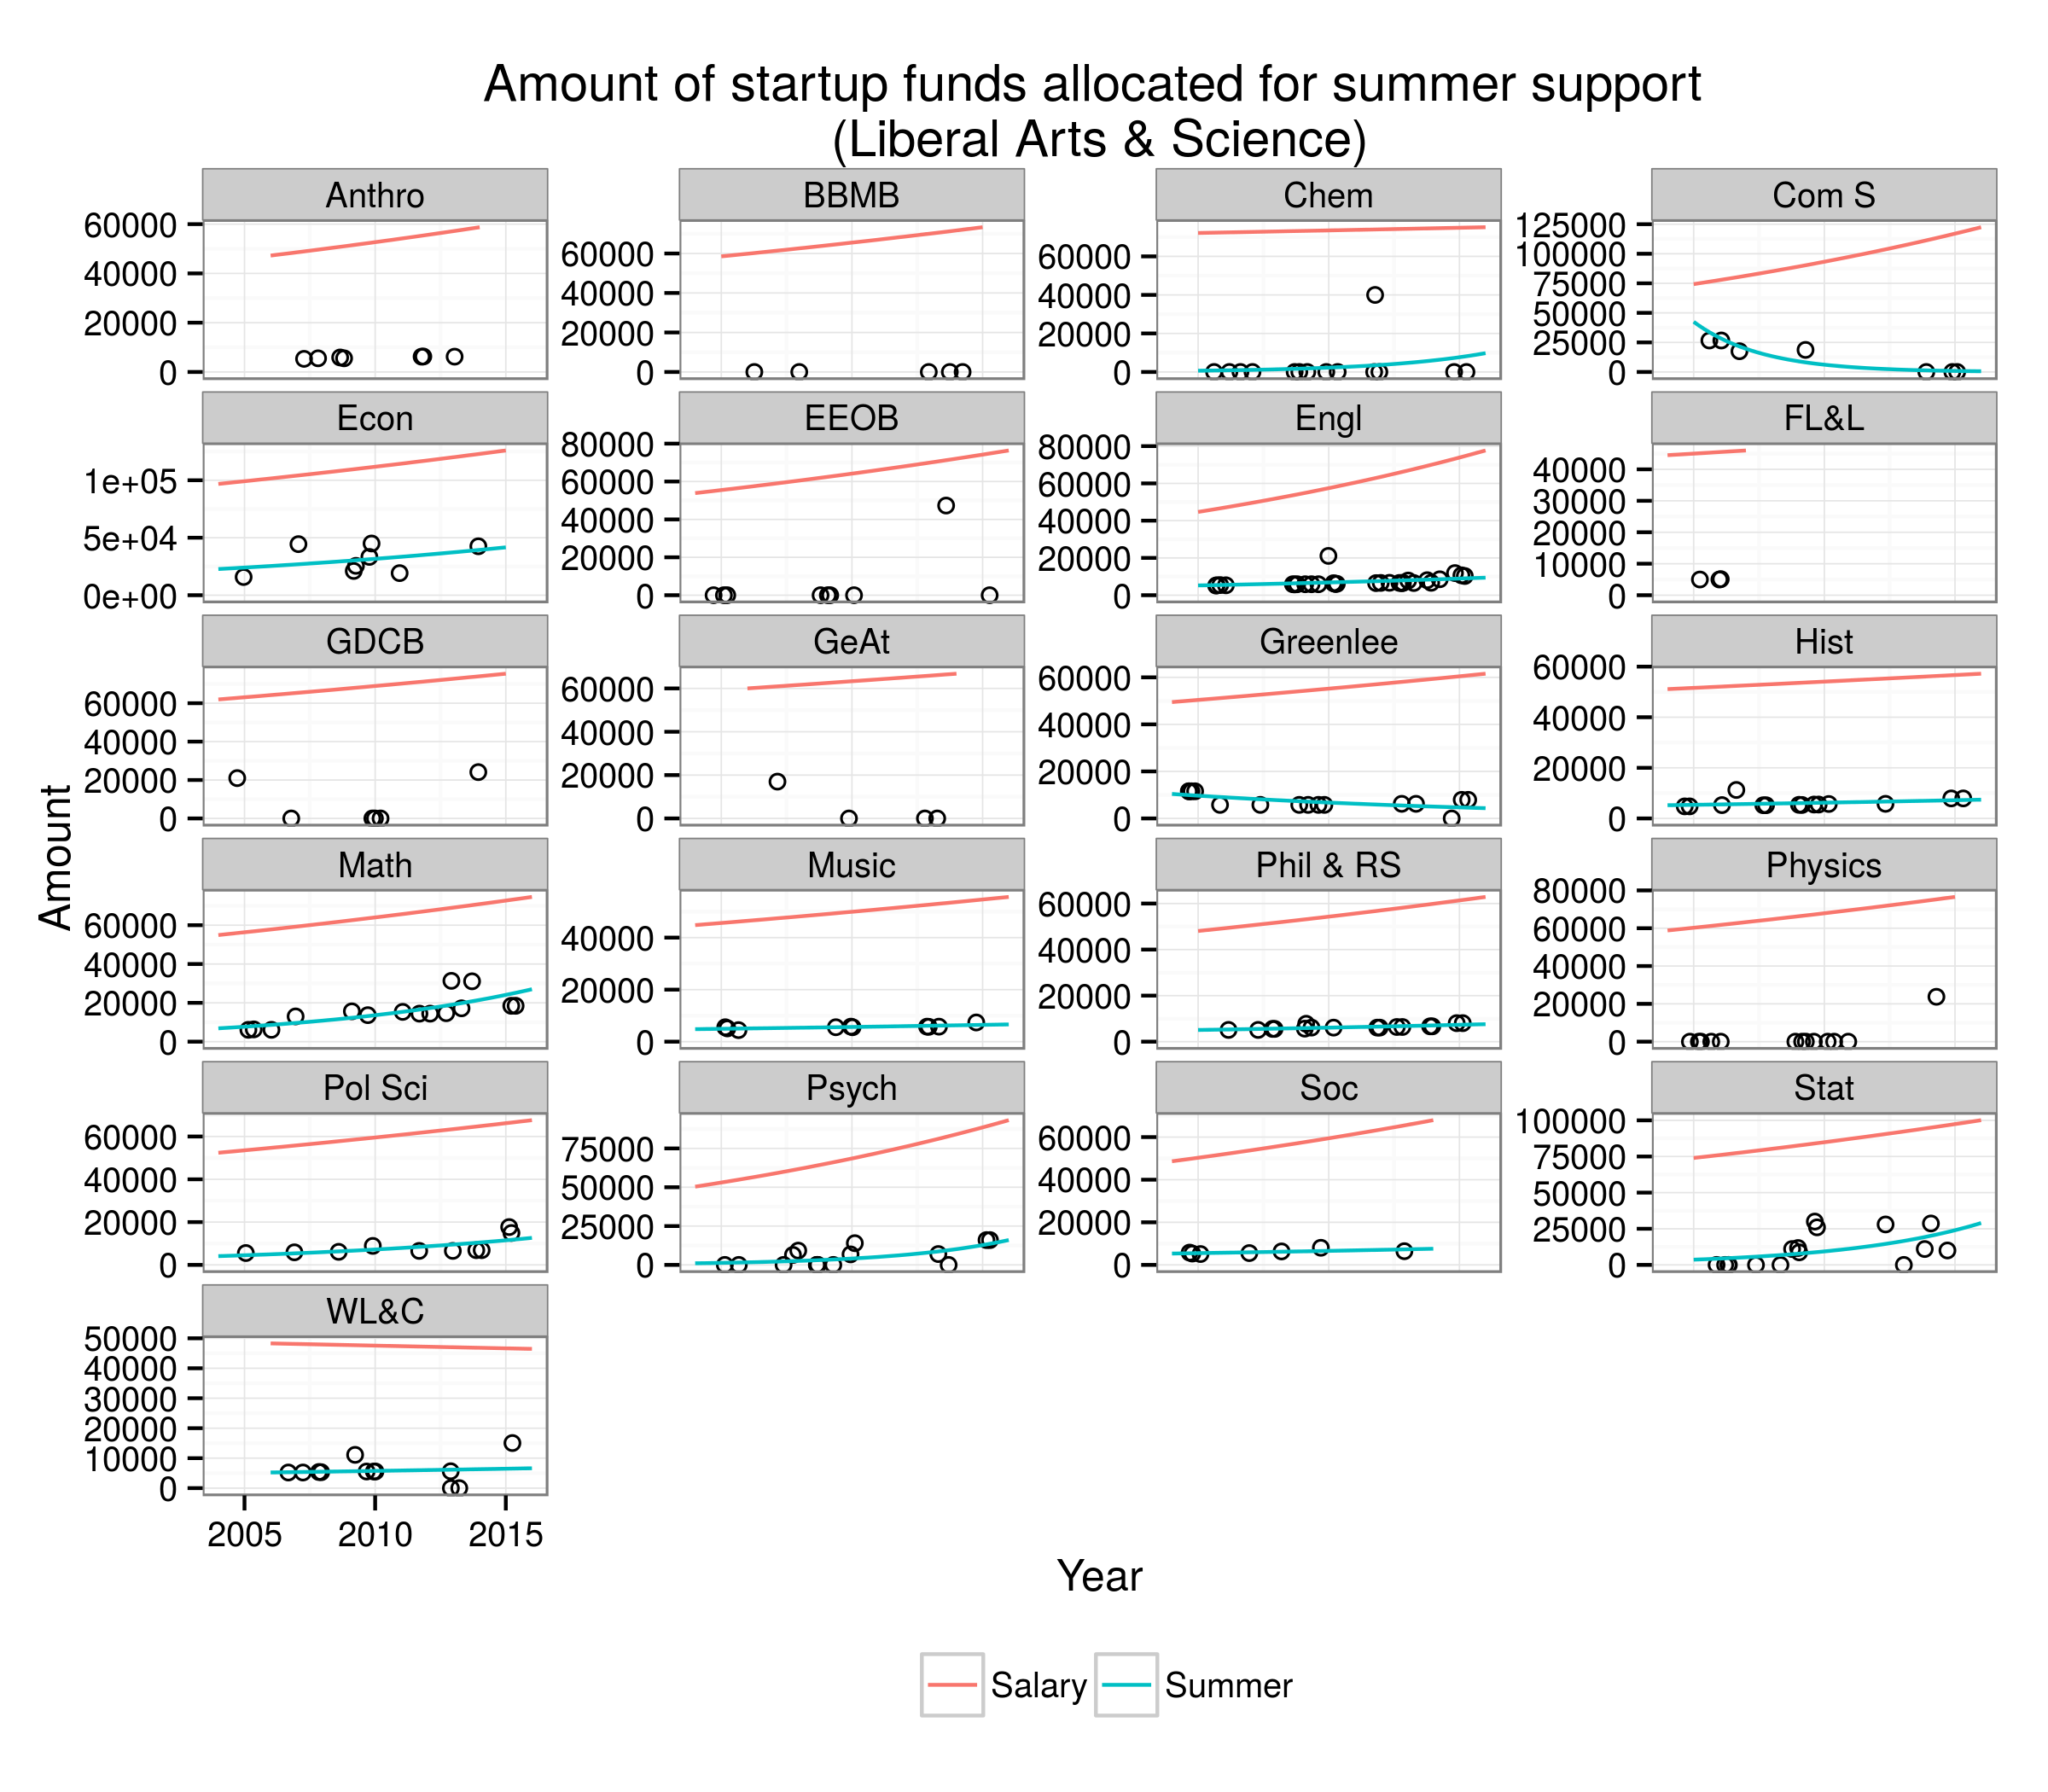 Amount of startup funds allocated for summer support
(Liberal Arts & Science)
Anthro
BBMB
Chem
Com S
60000
40000
20000
0
60000
40000
20000
0
60000
40000
20000
0
125000
100000
75000
50000
25000
0
Econ
EEOB
Engl
FL&L
1e+05
5e+04
0e+00
80000
60000
40000
20000
0
80000
60000
40000
20000
0
40000
30000
20000
10000
0
GDCB
GeAt
Greenlee
Hist
60000
40000
20000
0
60000
40000
20000
0
60000
40000
20000
0
60000
40000
20000
0
Math
Music
Phil & RS
Physics
60000
40000
20000
0
40000
20000
0
60000
40000
20000
0
80000
60000
40000
20000
0
Pol Sci
Psych
Soc
Stat
60000
40000
20000
0
75000
50000
25000
0
60000
40000
20000
0
100000
75000
50000
25000
0
WL&C
50000
40000
30000
20000
10000
0
2005 2010 2015
Amount
Year
Salary Summer